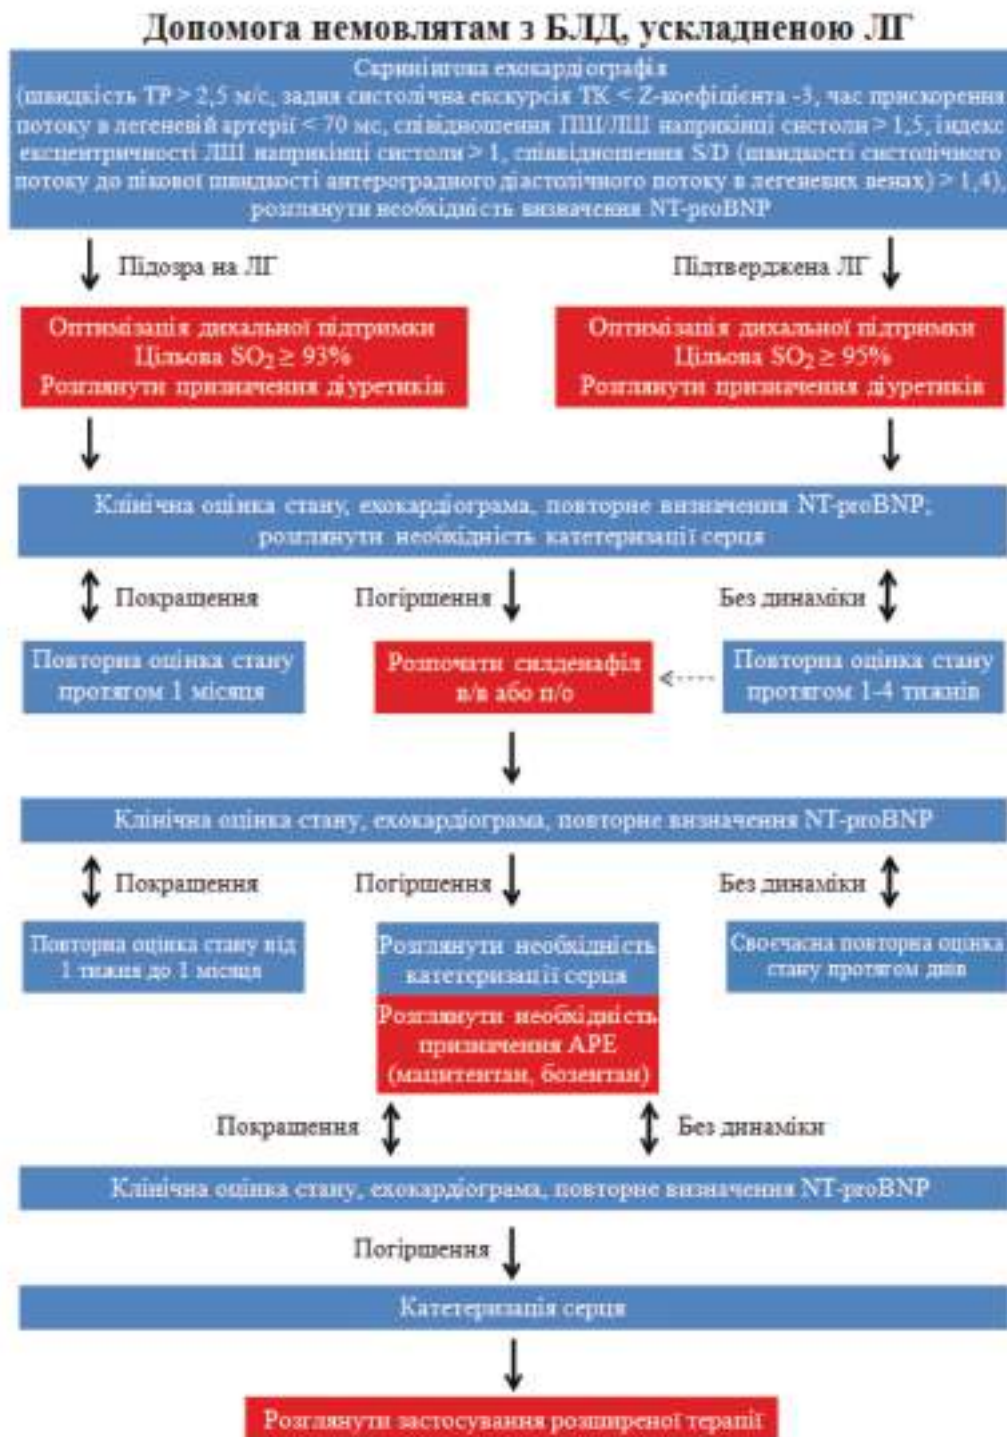 Допомога немовлятам з БЛД, ускладненою ЛГ
Скринінгова ехокардіографія
(швидкість ТР > 2,5 м/с, задня систолічна екскурсія ТК < Z-коефіцієнта -3, час прискорення
потоку в легеневій артерії < 70 мс, співвідношення ПШ/ЛШ наприкінці систоли > 1,5, індекс
ексцентричності ЛШ наприкінці систоли > 1, співвідношення S/D (швидкості систолічного
потоку до пікової швидкості антероградного діастолічного потоку в легеневих венах) > 1,4),
розглянути необхідність визначення NT-proBNP
Підозра на ЛГ
Підтверджена ЛГ
Оптимізація дихальної підтримки
Цільова SO₂ ≥ 93%
Розглянути призначення діуретиків
Оптимізація дихальної підтримки
Цільова SO₂ ≥ 95%
Розглянути призначення діуретиків
Клінічна оцінка стану, ехокардіограма, повторне визначення NT-proBNP;
розглянути необхідність катетеризації серця
Покращення
Погіршення
Без динаміки
Повторна оцінка стану
протягом 1 місяця
Розпочати силденафіл
в/в або п/о
Повторна оцінка стану
протягом 1-4 тижнів
Клінічна оцінка стану, ехокардіограма, повторне визначення NT-proBNP
Покращення
Погіршення
Без динаміки
Повторна оцінка стану від
1 тижня до 1 місяця
Розглянути необхідність
катетеризації серця
Своєчасна повторна оцінка
стану протягом днів
Розглянути необхідність
призначення АРЕ
(мацитентан, бозентан)
Покращення
Без динаміки
Клінічна оцінка стану, ехокардіограма, повторне визначення NT-proBNP
Погіршення
Катетеризація серця
Розглянути застосування розширеної терапії